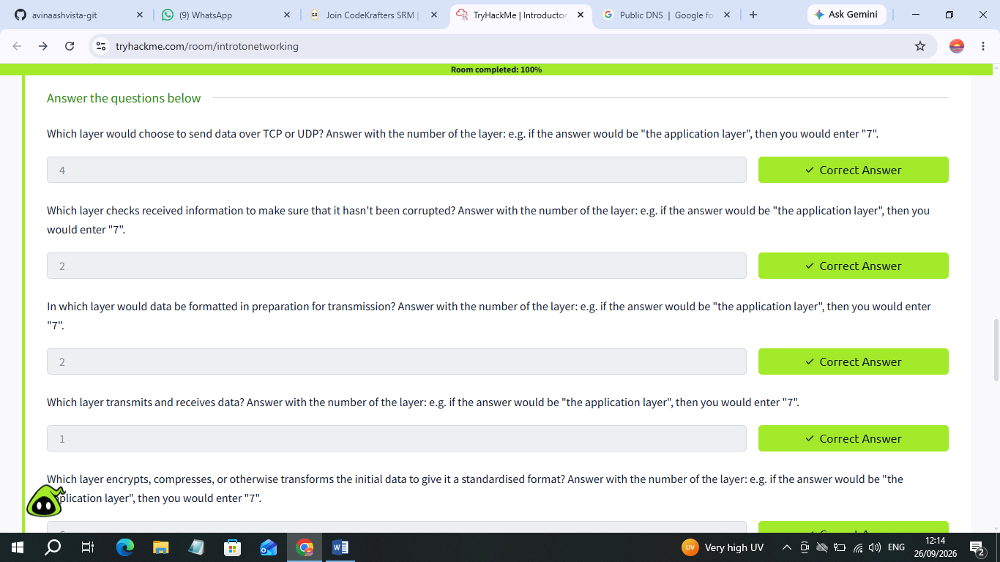 avinaashvista-git
(9) WhatsApp
Join CodeKrafters SRM |
TryHackMe | Introductor
Public DNS | Google fo
Ask Gemini
tryhackme.com/room/introtonetworking
Room completed: 100%
Answer the questions below
Which layer would choose to send data over TCP or UDP? Answer with the number of the layer: e.g. if the answer would be "the application layer", then you would enter "7".
4
Correct Answer
Which layer checks received information to make sure that it hasn't been corrupted? Answer with the number of the layer: e.g. if the answer would be "the application layer", then you
would enter "7".
2
Correct Answer
In which layer would data be formatted in preparation for transmission? Answer with the number of the layer: e.g. if the answer would be "the application layer", then you would enter
"7".
2
Correct Answer
Which layer transmits and receives data? Answer with the number of the layer: e.g. if the answer would be "the application layer", then you would enter "7".
1
Correct Answer
Which layer encrypts, compresses, or otherwise transforms the initial data to give it a standardised format? Answer with the number of the layer: e.g. if the answer would be "the
plication layer", then you would enter "7".
UV
Very high UV
ENG
12:14
26/09/2026
2